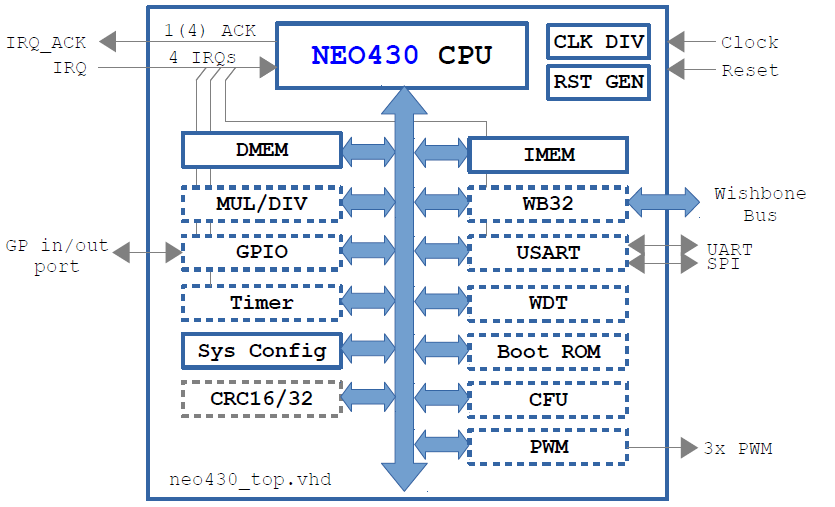 1(4) ACK
IRQ_ACK
IRQ
4 IRQs
NEO430 CPU
CLK DIV
Clock
RST GEN
Reset
DMEM
IMEM
MUL/DIV
WB32
Wishbone
Bus
GP in/out
port
GPIO
USART
UART
SPI
Timer
WDT
Sys Config
Boot ROM
CRC16/32
CFU
PWM
3x PWM
neo430_top.vhd